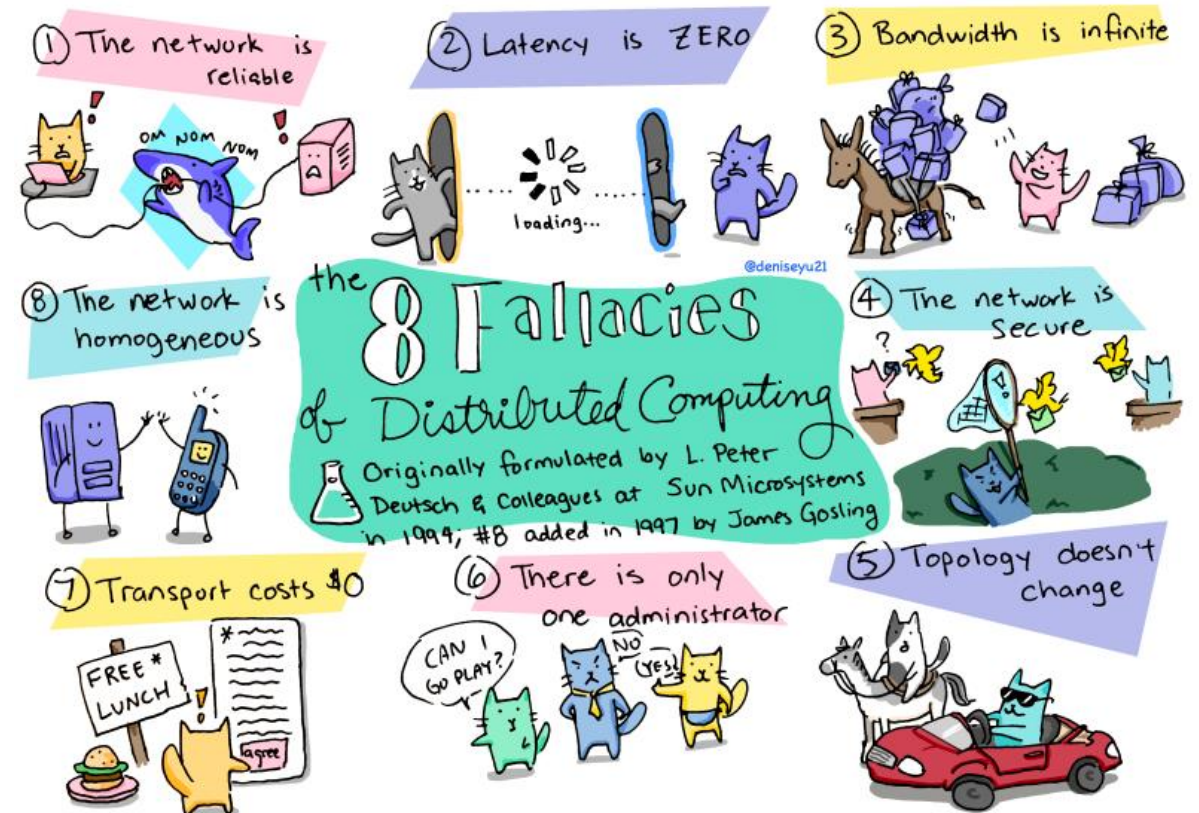 ① The network is
reliable
OM NOM NOM
!
!
② Latency is ZERO
loading...
③ Bandwidth is infinite
@deniseyu21
the 8 Fallacies
of Distributed Computing
Originally formulated by L. Peter
Deutsch & Colleagues at Sun Microsystems
in 1994; #8 added in 1997 by James Gosling
④ The network is
secure
?
⑤ Topology doesn't
change
⑥ There is only
one administrator
CAN I
GO PLAY?
NO
YES!
⑦ Transport costs $0
FREE*
LUNCH
!
*
agree
⑧ The network is
homogeneous